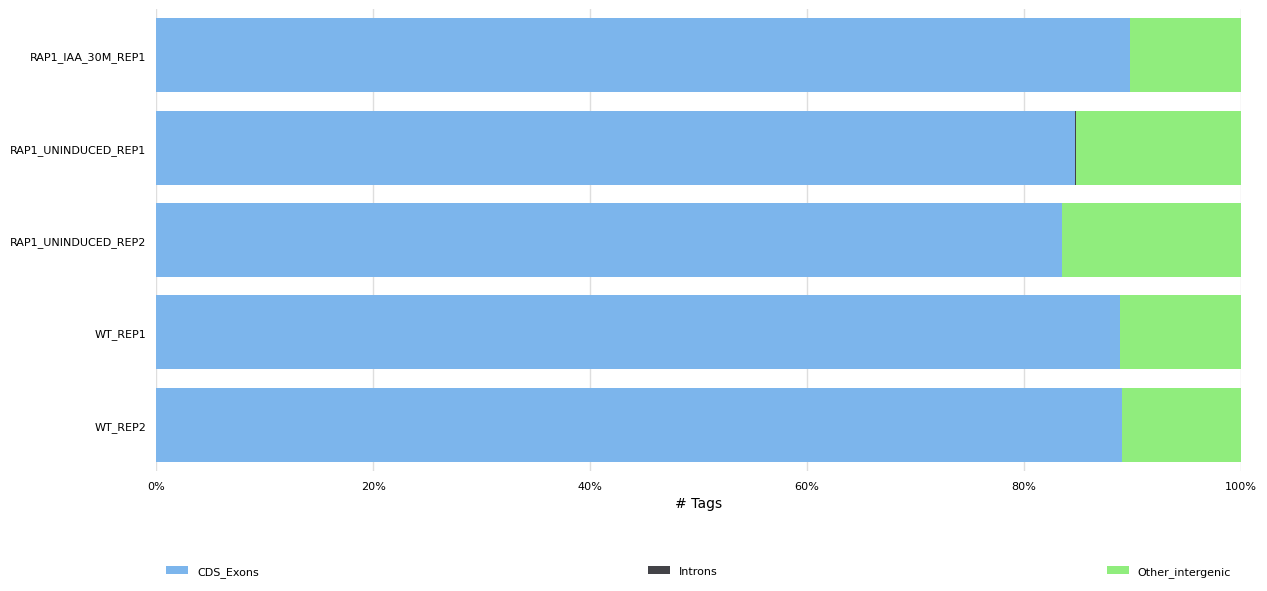 RAP1_IAA_30M_REP1
RAP1_UNINDUCED_REP1
RAP1_UNINDUCED_REP2
WT_REP1
WT_REP2
0% 20% 40% 60% 80% 100%
# Tags
CDS_Exons Introns Other_intergenic